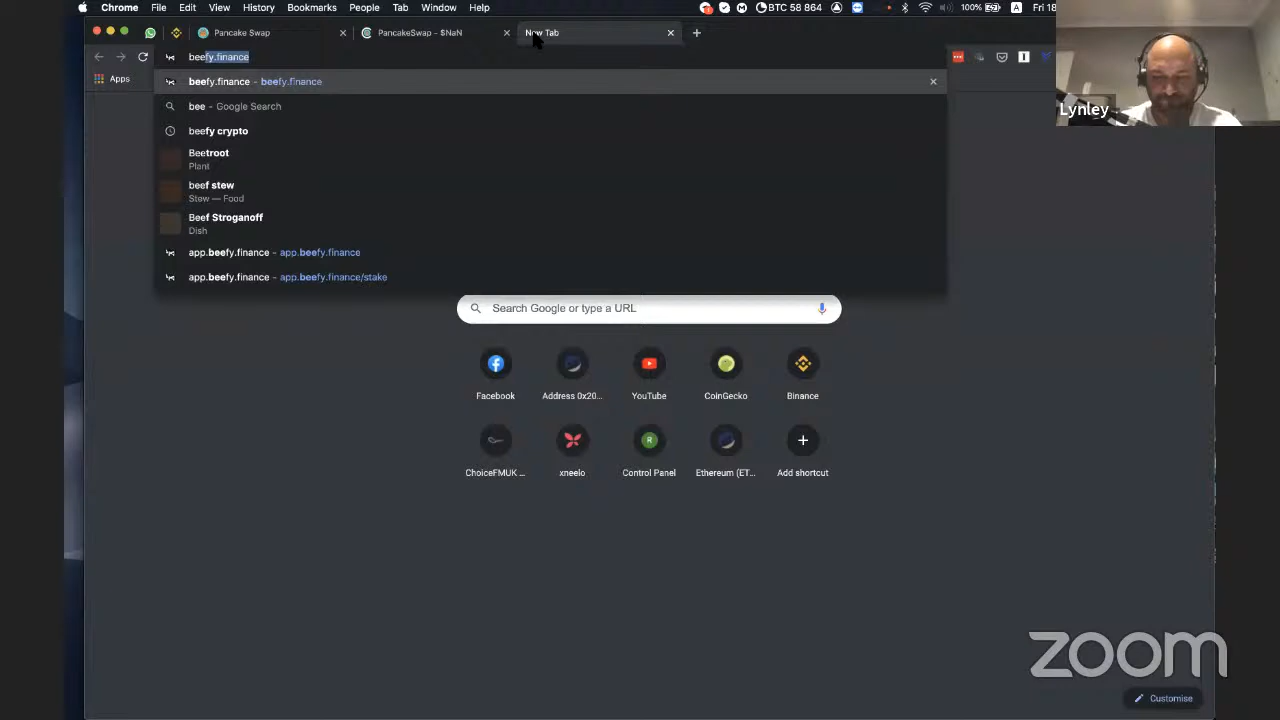 Chrome File Edit View History Bookmarks People Tab Window Help
BTC 58 864
100%
A
Fri 18
Pancake Swap
PancakeSwap - $NaN
New Tab
beefy.finance
Apps
beefy.finance - beefy.finance
bee - Google Search
beefy crypto
Beetroot
Plant
beef stew
Stew — Food
Beef Stroganoff
Dish
app.beefy.finance - app.beefy.finance
app.beefy.finance - app.beefy.finance/stake
Lynley
Search Google or type a URL
Facebook
Address 0x20...
YouTube
CoinGecko
Binance
R
ChoiceFMUK ...
xneelo
Control Panel
Ethereum (ET...
Add shortcut
zoom
Customise